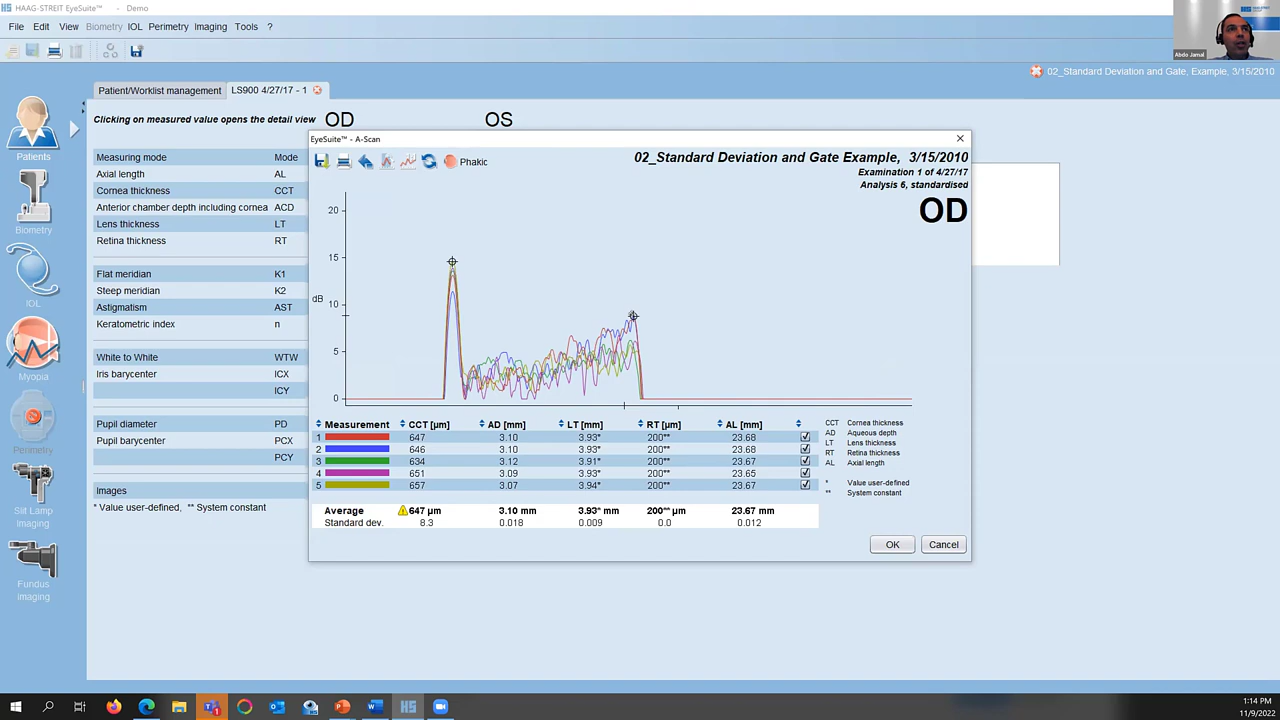 HAAG-STREIT EyeSuite™ - Demo
File Edit View Biometry IOL Perimetry Imaging Tools ?
Abdo Jamal
02_Standard Deviation and Gate, Example, 3/15/2010
Patient/Worklist management LS900 4/27/17 - 1
Clicking on measured value opens the detail view OD OS
Patients
Biometry
IOL
Myopia
Perimetry
Slit Lamp
Imaging
Fundus
Imaging
Measuring mode Mode
Axial length AL
Cornea thickness CCT
Anterior chamber depth including cornea ACD
Lens thickness LT
Retina thickness RT
Flat meridian K1
Steep meridian K2
Astigmatism AST
Keratometric index n
White to White WTW
Iris barycenter ICX
ICY
Pupil diameter PD
Pupil barycenter PCX
PCY
Images
* Value user-defined, ** System constant
EyeSuite™ - A-Scan
Phakic
02_Standard Deviation and Gate Example, 3/15/2010
Examination 1 of 4/27/17
Analysis 6, standardised
OD
20
15
dB 10
5
0
Measurement CCT [µm] AD [mm] LT [mm] RT [µm] AL [mm]
1 647 3.10 3.93* 200** 23.68
2 646 3.10 3.93* 200** 23.68
3 634 3.12 3.91* 200** 23.67
4 651 3.09 3.93* 200** 23.65
5 657 3.07 3.94* 200** 23.67
Average 647 µm 3.10 mm 3.93* mm 200** µm 23.67 mm
Standard dev. 8.3 0.018 0.009 0.0 0.012
CCT Cornea thickness
AD Aqueous depth
LT Lens thickness
RT Retina thickness
AL Axial length
* Value user-defined
** System constant
OK Cancel
1:14 PM
11/9/2022